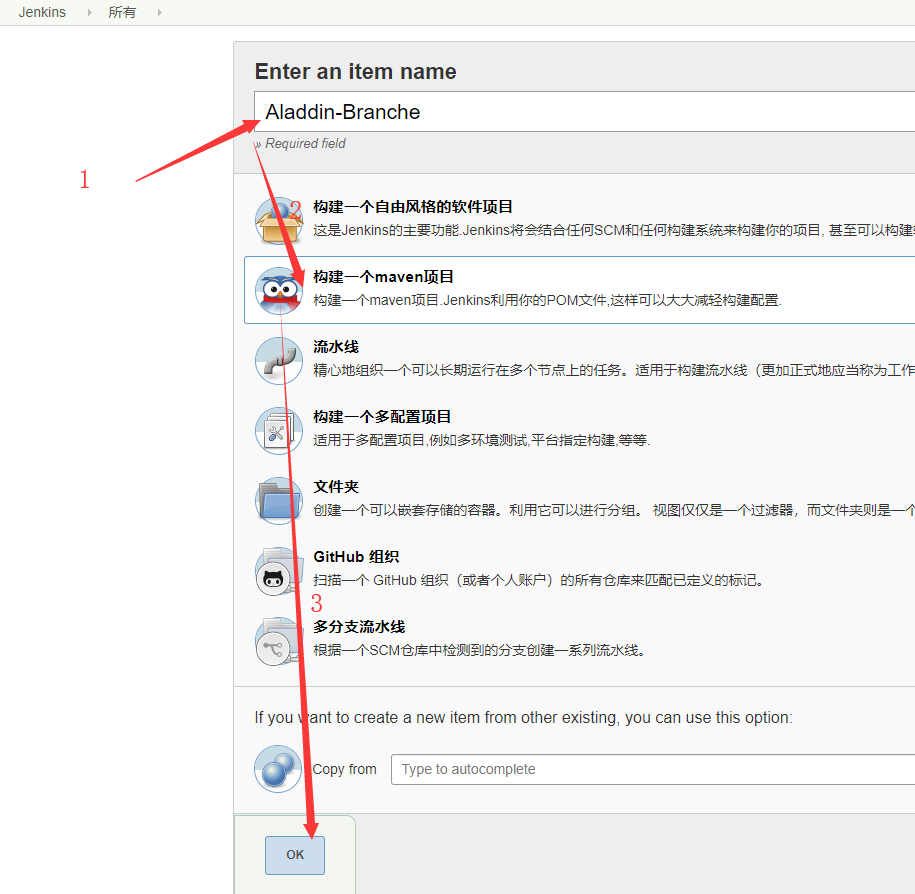 Jenkins 所有
Enter an item name
Aladdin-Branche
» Required field
1
2
构建一个自由风格的软件项目
这是Jenkins的主要功能.Jenkins将会结合任何SCM和任何构建系统来构建你的项目, 甚至可以构建
构建一个maven项目
构建一个maven项目.Jenkins利用你的POM文件,这样可以大大减轻构建配置.
流水线
精心地组织一个可以长期运行在多个节点上的任务。适用于构建流水线（更加正式地应当称为工作
构建一个多配置项目
适用于多配置项目,例如多环境测试,平台指定构建,等等.
文件夹
创建一个可以嵌套存储的容器。利用它可以进行分组。 视图仅仅是一个过滤器，而文件夹则是一个
GitHub 组织
扫描一个 GitHub 组织（或者个人账户）的所有仓库来匹配已定义的标记。
3
多分支流水线
根据一个SCM仓库中检测到的分支创建一系列流水线。
If you want to create a new item from other existing, you can use this option:
Copy from Type to autocomplete
OK